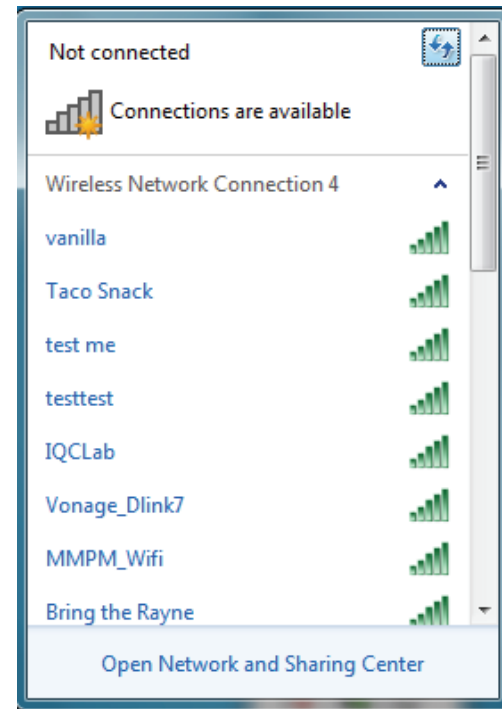 Not connected
Connections are available
Wireless Network Connection 4
vanilla
Taco Snack
test me
testtest
IQCLab
Vonage_Dlink7
MMPM_Wifi
Bring the Rayne
Open Network and Sharing Center